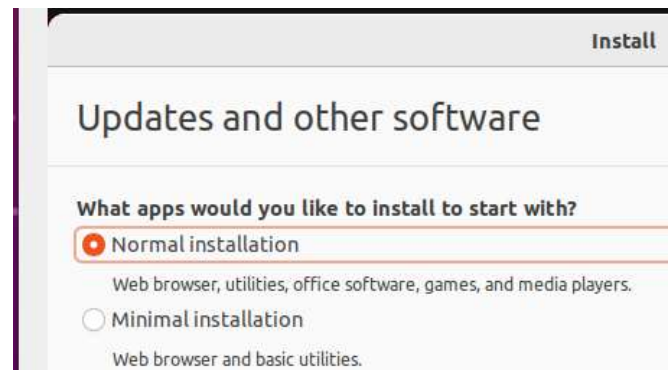 Install
Updates and other software
What apps would you like to install to start with?
Normal installation
Web browser, utilities, office software, games, and media players.
Minimal installation
Web browser and basic utilities.